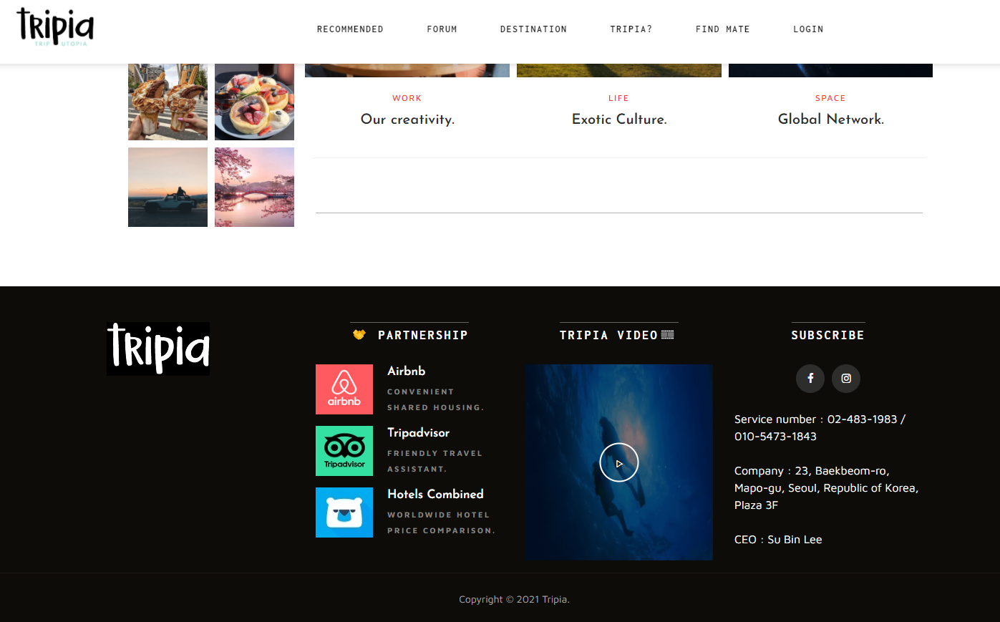 Tripia
TRIP UTOPIA
RECOMMENDED
FORUM
DESTINATION
TRIPIA?
FIND MATE
LOGIN
WORK
Our creativity.
LIFE
Exotic Culture.
SPACE
Global Network.
Tripia
PARTNERSHIP
airbnb
Airbnb
CONVENIENT
SHARED HOUSING.
Tripadvisor
Tripadvisor
FRIENDLY TRAVEL
ASSISTANT.
Hotels Combined
WORLDWIDE HOTEL
PRICE COMPARISON.
TRIPIA VIDEO
SUBSCRIBE
Service number : 02-483-1983 /
010-5473-1843
Company : 23, Baekbeom-ro,
Mapo-gu, Seoul, Republic of Korea,
Plaza 3F
CEO : Su Bin Lee
Copyright © 2021 Tripia.